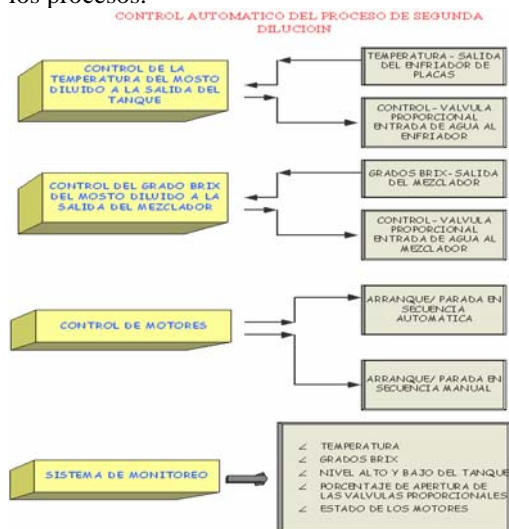 los procesos.
CONTROL AUTOMATICO DEL PROCESO DE SEGUNDA
DILUCIOIN
CONTROL DE LA
TEMPERATURA DEL MOSTO
DILUIDO A LA SALIDA DEL
TANQUE
TEMPERATURA - SALIDA
DEL ENFRIADOR DE
PLACAS
CONTROL - VALVULA
PROPORCIONAL
ENTRADA DE AGUA AL
ENFRIADOR
CONTROL DEL GRADO BRIX
DEL MOSTO DILUIDO A LA
SALIDA DEL MEZCLADOR
GRADOS BRIX - SALIDA
DEL MEZCLADOR
CONTROL - VALVULA
PROPORCIONAL
ENTRADA DE AGUA AL
MEZCLADOR
CONTROL DE MOTORES
ARRANQUE/ PARADA EN
SECUENCIA
AUTOMATICA
ARRANQUE/ PARADA EN
SECUENCIA MANUAL
SISTEMA DE MONITOREO
∠ TEMPERATURA
∠ GRADOS BRIX
∠ NIVEL ALTO Y BAJO DEL TANQUE
∠ PORCENTAJE DE APERTURA DE
LAS VALVULAS PROPORCIONALES
∠ ESTADO DE LOS MOTORES